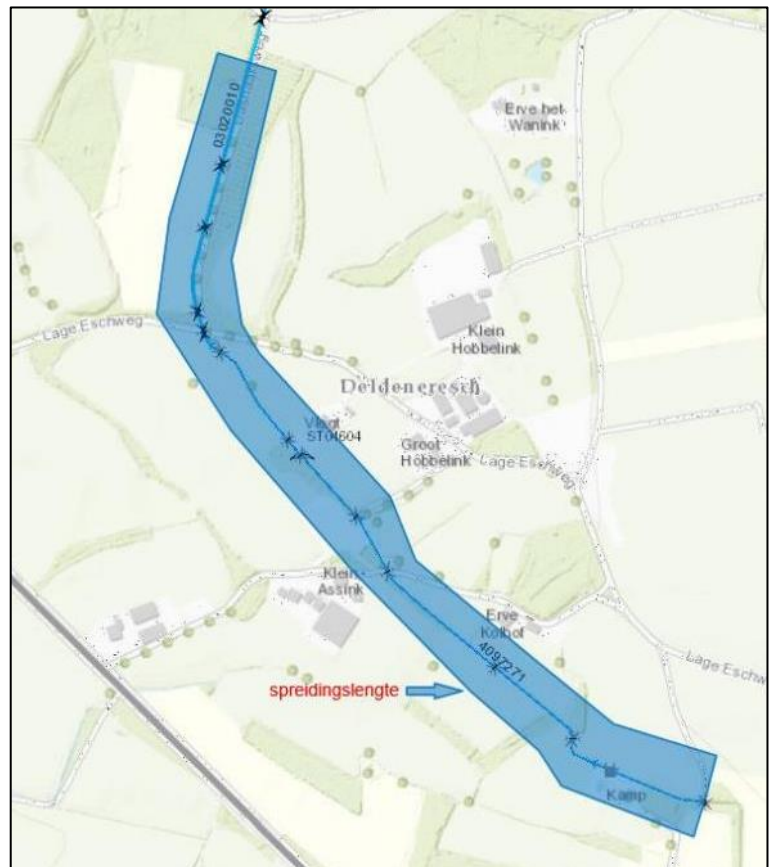 03020010
Erve het
Wanink
Lage Eschweg
Klein
Hobbelink
Deldeneresch
Vlogt
ST04604
Groot
Hobbelink
Lage Eschweg
Klein
Assink
Erve
Kolhof
4097271
Lage Eschw
spreidingslengte
Kamp